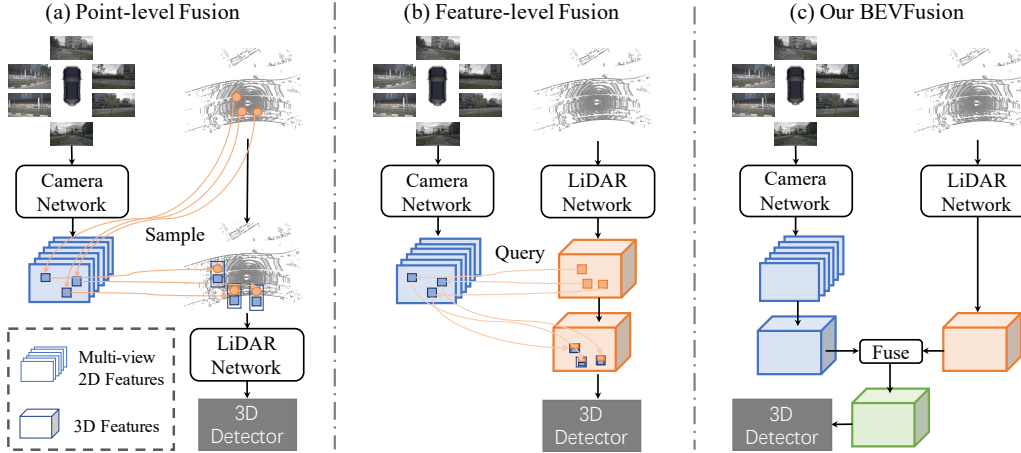 (a) Point-level Fusion
Camera
Network
Sample
LiDAR
Network
3D
Detector
Multi-view
2D Features
3D Features
(b) Feature-level Fusion
Camera
Network
LiDAR
Network
Query
3D
Detector
(c) Our BEVFusion
Camera
Network
LiDAR
Network
Fuse
3D
Detector